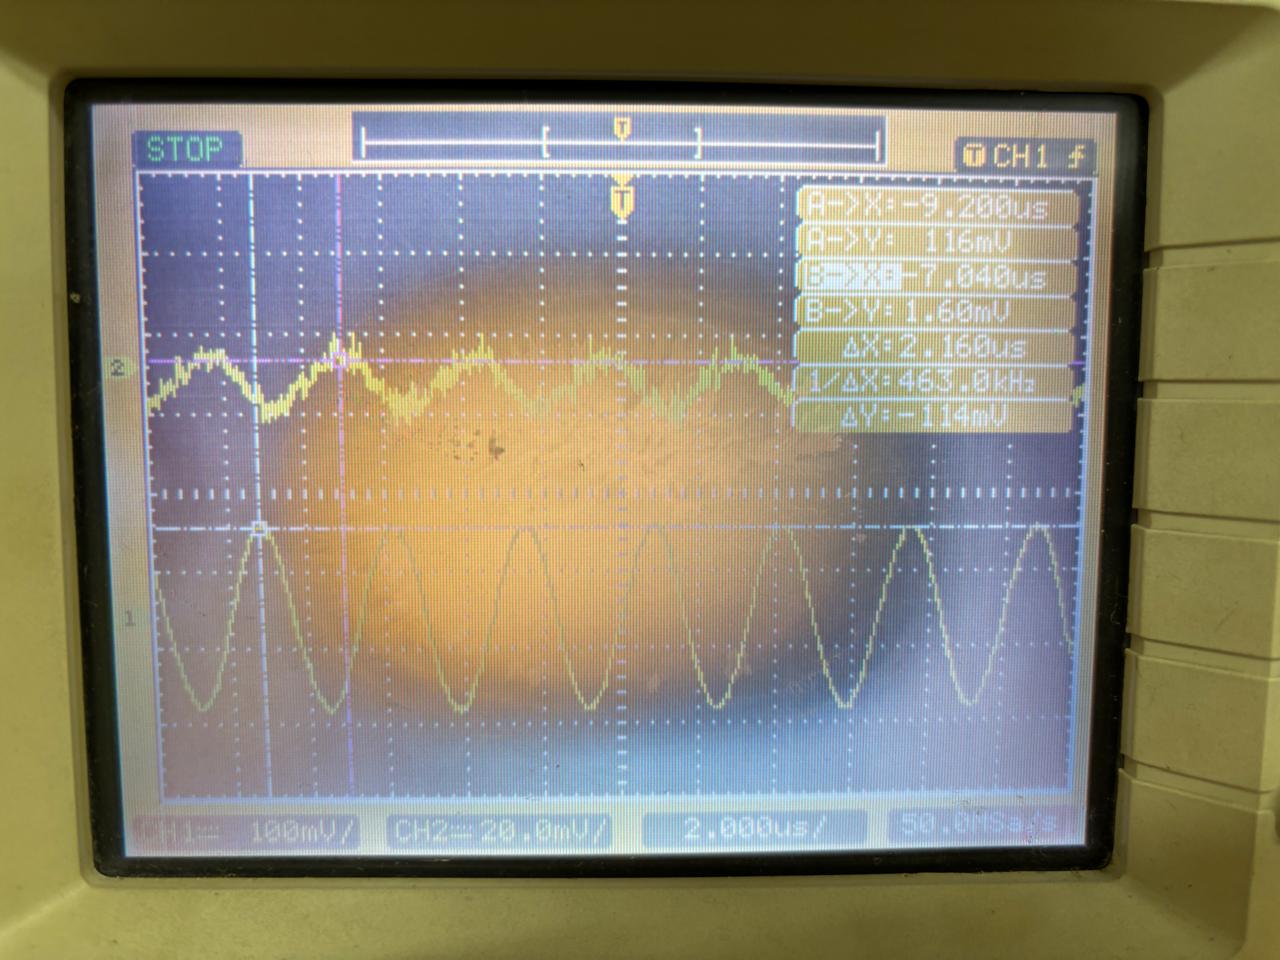 T
STOP
T CH1
T
A->X:-9.200us
A->Y: 116mV
B->X:-7.040us
B->Y:1.60mV
ΔX:2.160us
1/ΔX:463.0kHz
ΔY:-114mV
2
1
CH1 100mV/ CH2 20.0mV/ 2.000us/ 50.0MSa/s